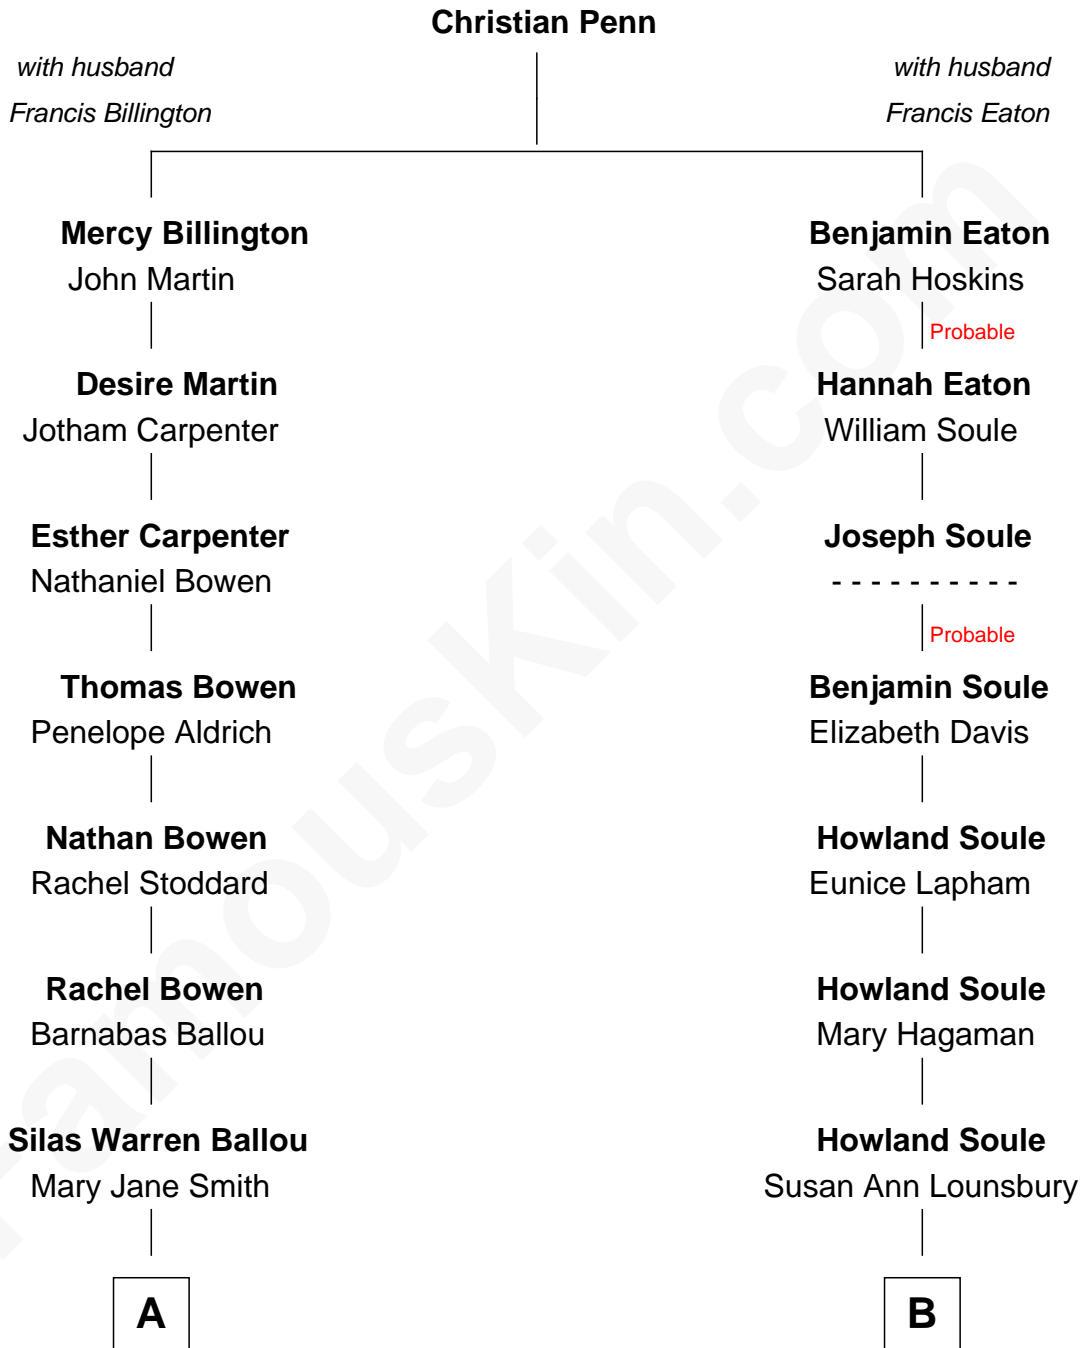 Christian Penn
with husband
Francis Billington
with husband
Francis Eaton
Mercy Billington
John Martin
Benjamin Eaton
Sarah Hoskins
Probable
Desire Martin
Jotham Carpenter
Hannah Eaton
William Soule
Esther Carpenter
Nathaniel Bowen
Joseph Soule
- - - - - - - - - -
Probable
Thomas Bowen
Penelope Aldrich
Benjamin Soule
Elizabeth Davis
Nathan Bowen
Rachel Stoddard
Howland Soule
Eunice Lapham
Rachel Bowen
Barnabas Ballou
Howland Soule
Mary Hagaman
Silas Warren Ballou
Mary Jane Smith
Howland Soule
Susan Ann Lounsbury
A
B
FamousKin.com